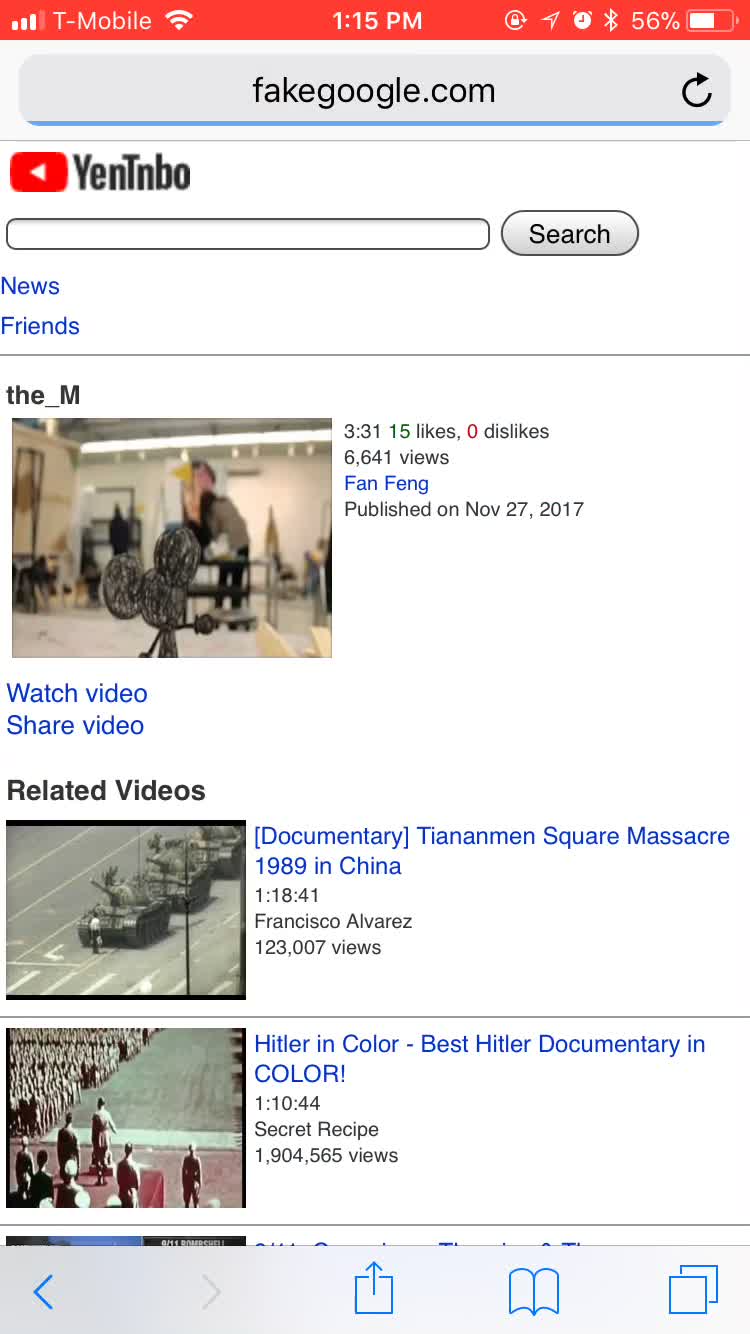 T-Mobile 1:15 PM 56%
fakegoogle.com
YenTnbo
Search
News
Friends
the_M
3:31 15 likes, 0 dislikes
6,641 views
Fan Feng
Published on Nov 27, 2017
Watch video
Share video
Related Videos
[Documentary] Tiananmen Square Massacre
1989 in China
1:18:41
Francisco Alvarez
123,007 views
Hitler in Color - Best Hitler Documentary in
COLOR!
1:10:44
Secret Recipe
1,904,565 views
9/11 BOMBSHELL